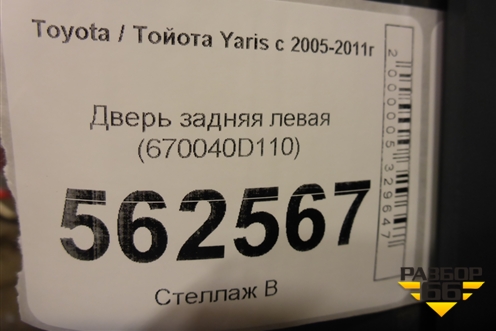 Toyota / Тойота Yaris с 2005-2011г
Дверь задняя левая
(670040D110)
562567
Стеллаж В
2000005329647
РАЗБОР
66